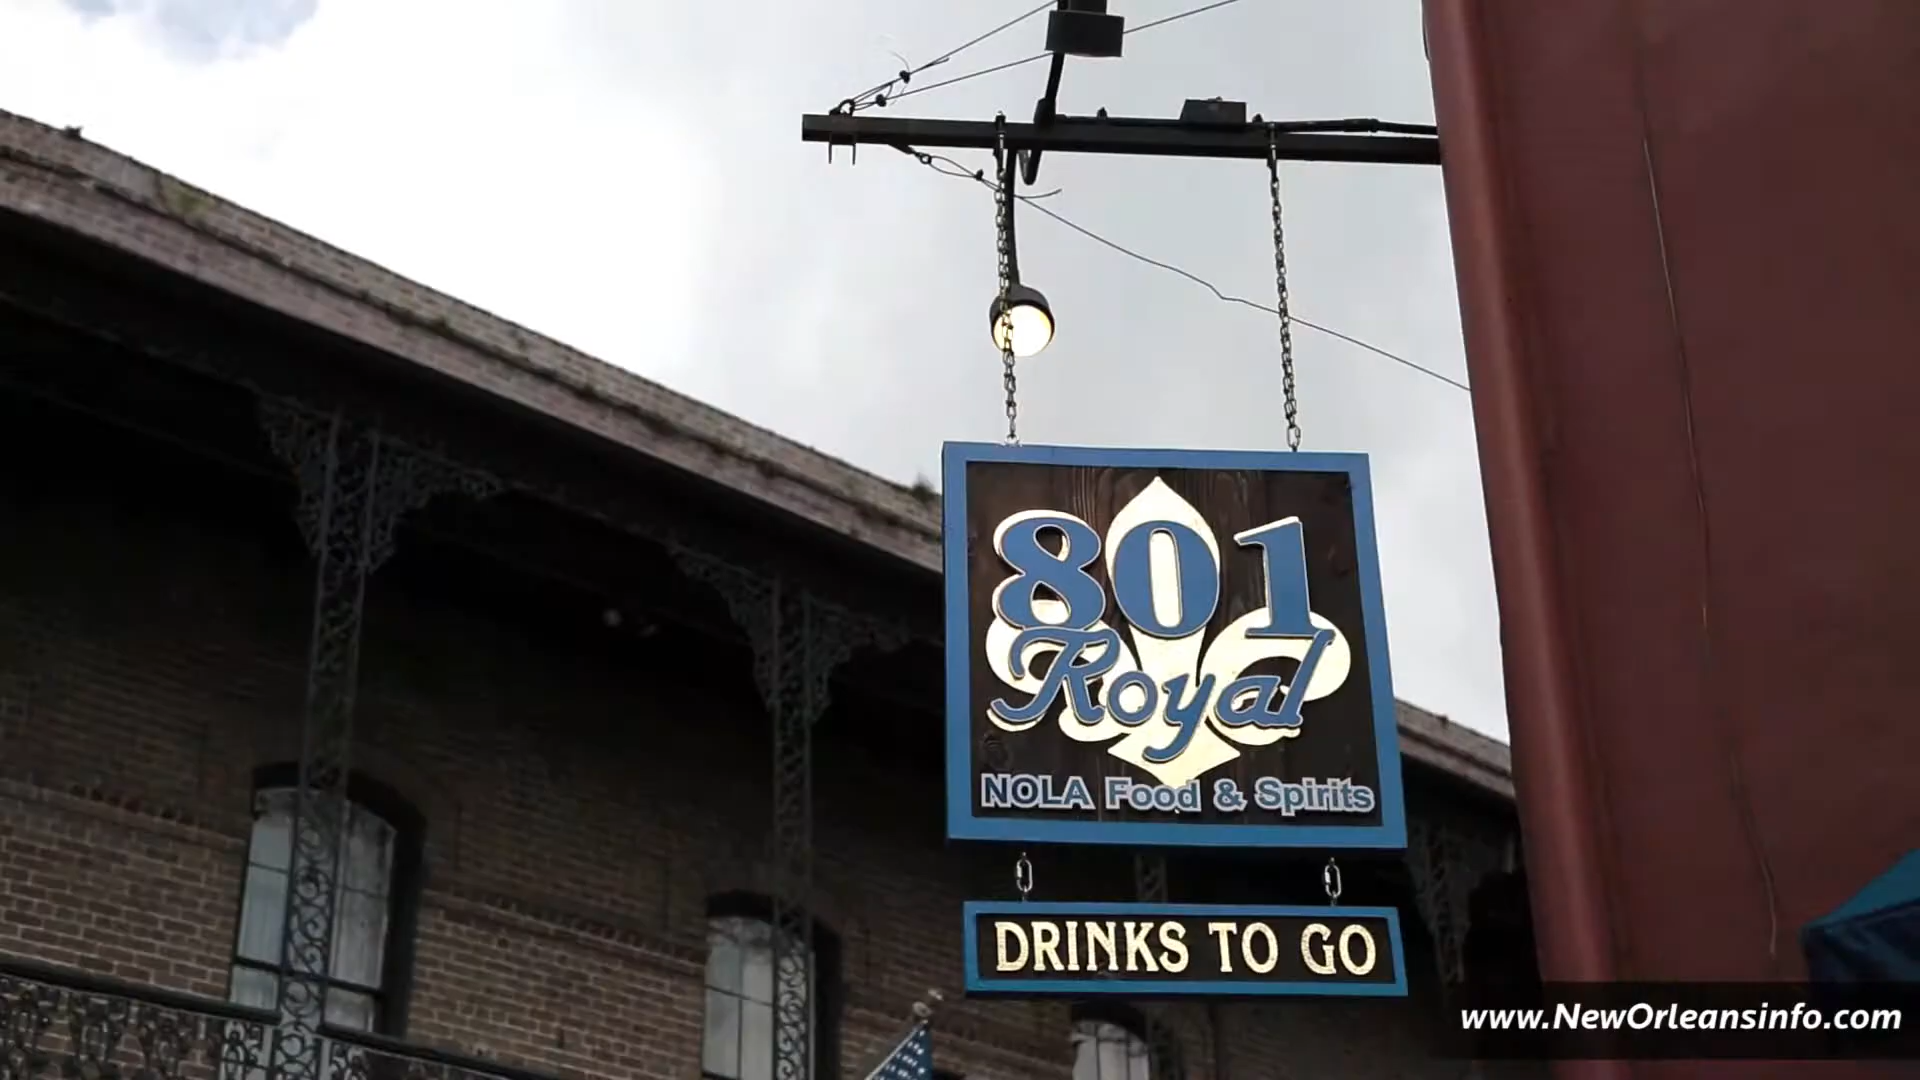 801
Royal
NOLA Food & Spirits
DRINKS TO GO
www.NewOrleansinfo.com